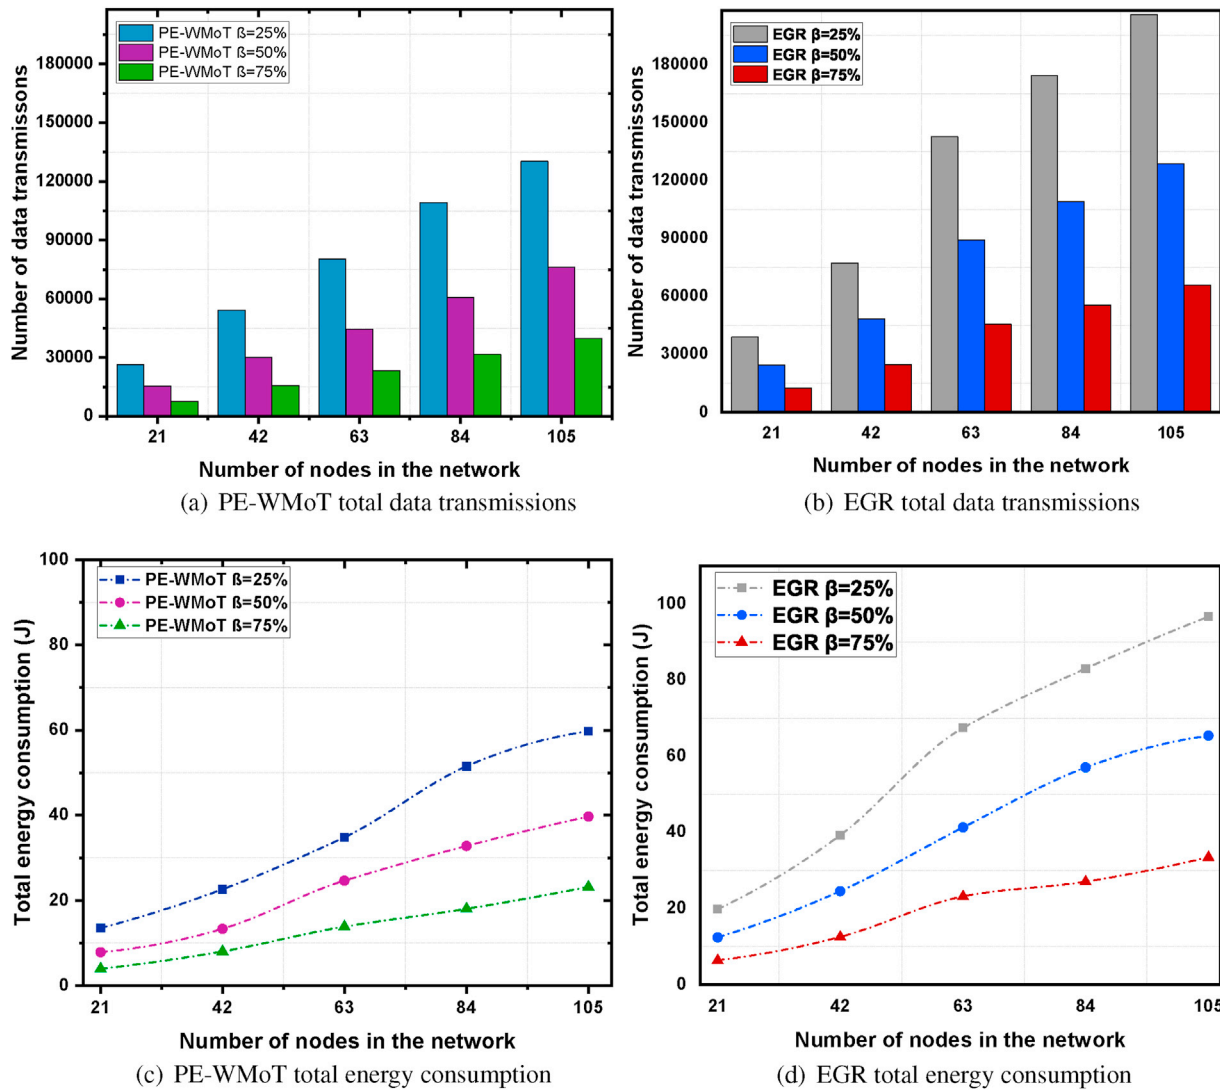 PE-WMoT ß=25%
PE-WMoT ß=50%
PE-WMoT ß=75%
180000
150000
120000
90000
60000
30000
0
Number of data transmissons
21 42 63 84 105
Number of nodes in the network
(a) PE-WMoT total data transmissions
EGR β=25%
EGR β=50%
EGR β=75%
180000
150000
120000
90000
60000
30000
0
Number of data transmissons
21 42 63 84 105
Number of nodes in the network
(b) EGR total data transmissions
PE-WMoT ß=25%
PE-WMoT ß=50%
PE-WMoT ß=75%
100
80
60
40
20
0
Total energy consumption (J)
21 42 63 84 105
Number of nodes in the network
(c) PE-WMoT total energy consumption
EGR β=25%
EGR β=50%
EGR β=75%
100
80
60
40
20
0
Total energy consumption (J)
21 42 63 84 105
Number of nodes in the network
(d) EGR total energy consumption